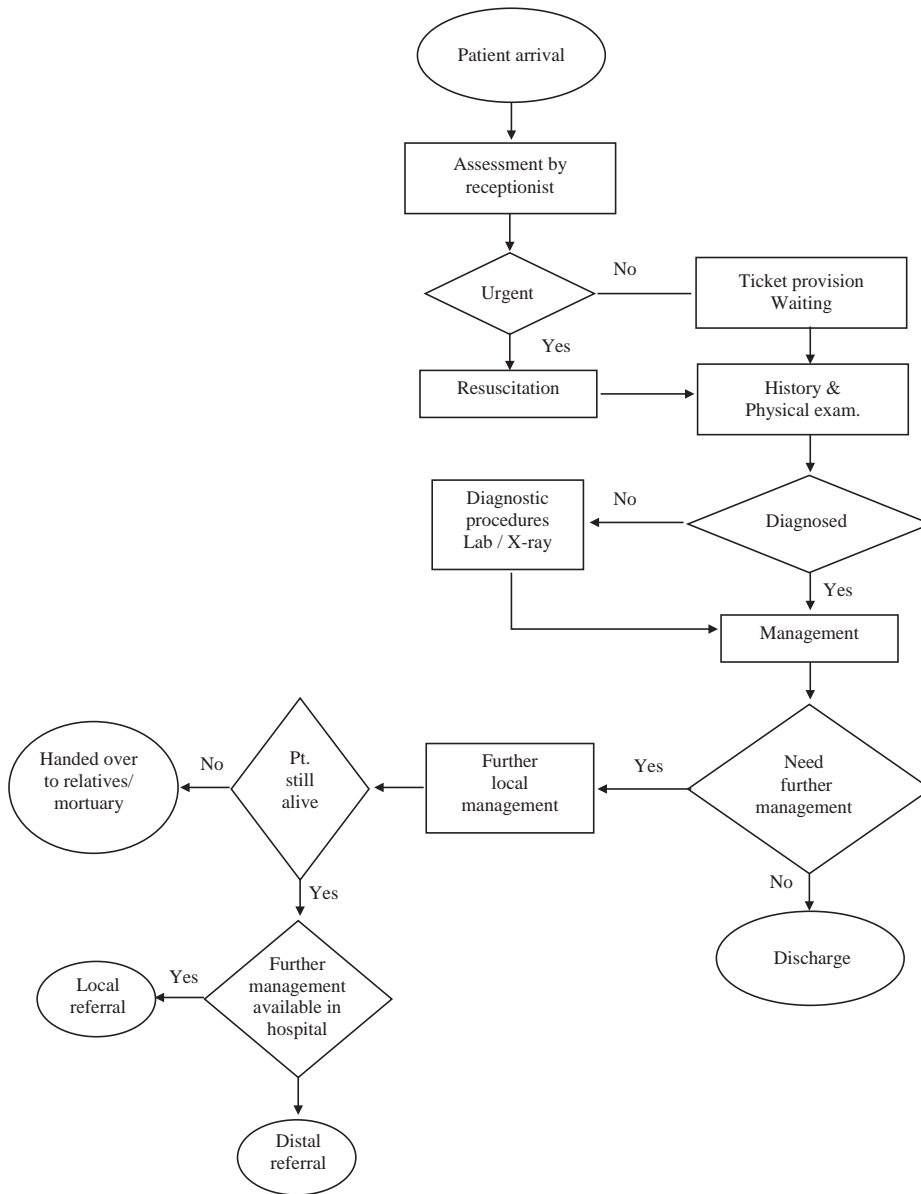 Patient arrival
Assessment by
receptionist
Urgent
No
Ticket provision
Waiting
Yes
Resuscitation
History &
Physical exam.
Diagnostic
procedures
Lab / X-ray
No
Diagnosed
Yes
Management
Handed over
to relatives/
mortuary
No
Pt.
still
alive
Further
local
management
Yes
Need
further
management
Yes
No
Discharge
Local
referral
Yes
Further
management
available in
hospital
Distal
referral